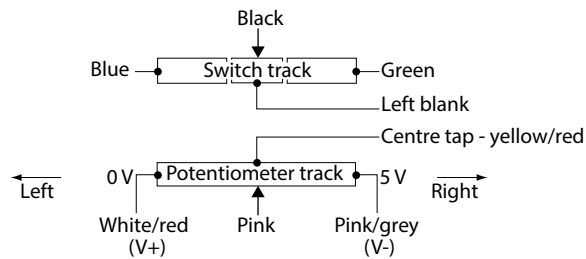 Black
Blue
Switch track
Green
Left blank
Centre tap - yellow/red
0 V
Potentiometer track
5 V
Left
Right
White/red
(V+)
Pink
Pink/grey
(V-)